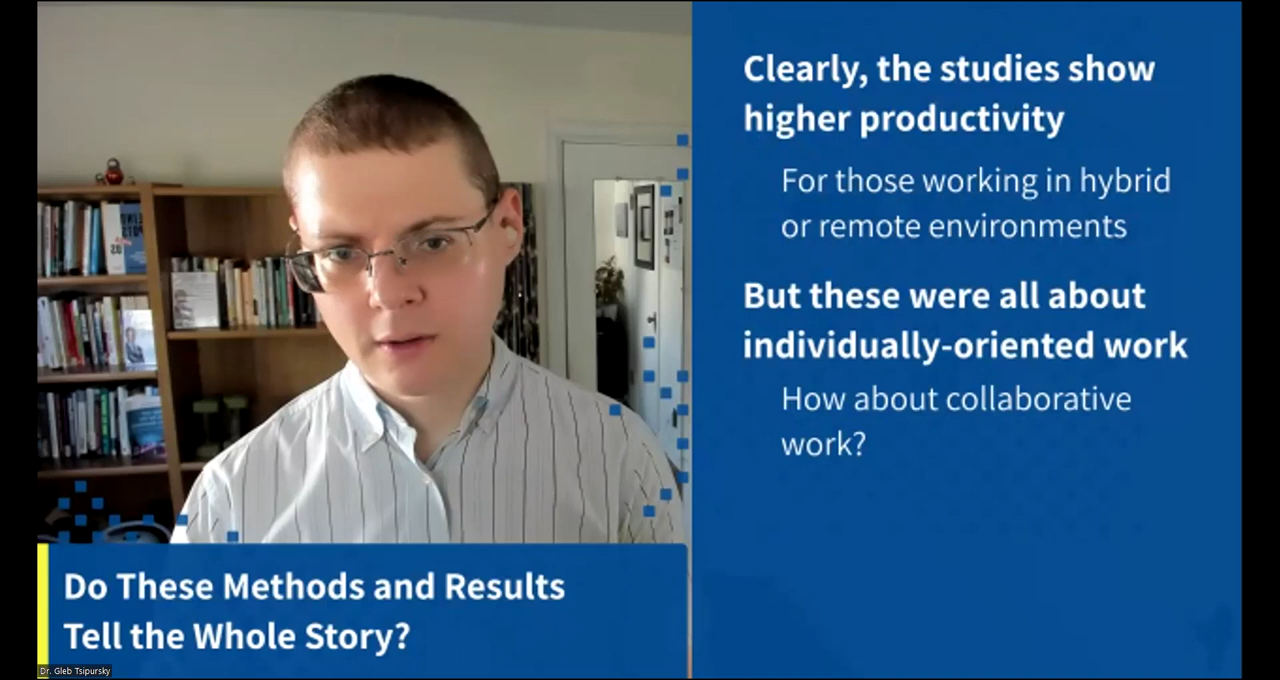 Clearly, the studies show
higher productivity
For those working in hybrid
or remote environments
But these were all about
individually-oriented work
How about collaborative
work?
Do These Methods and Results
Tell the Whole Story?
Dr. Gleb Tsipursky